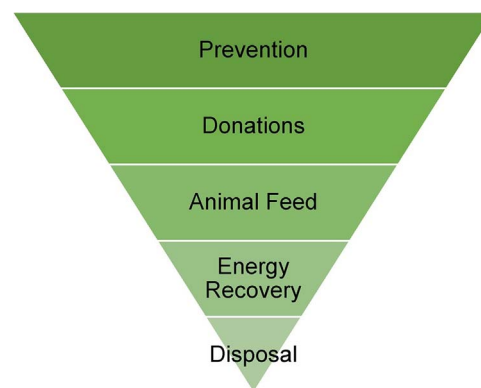 Prevention
Donations
Animal Feed
Energy
Recovery
Disposal